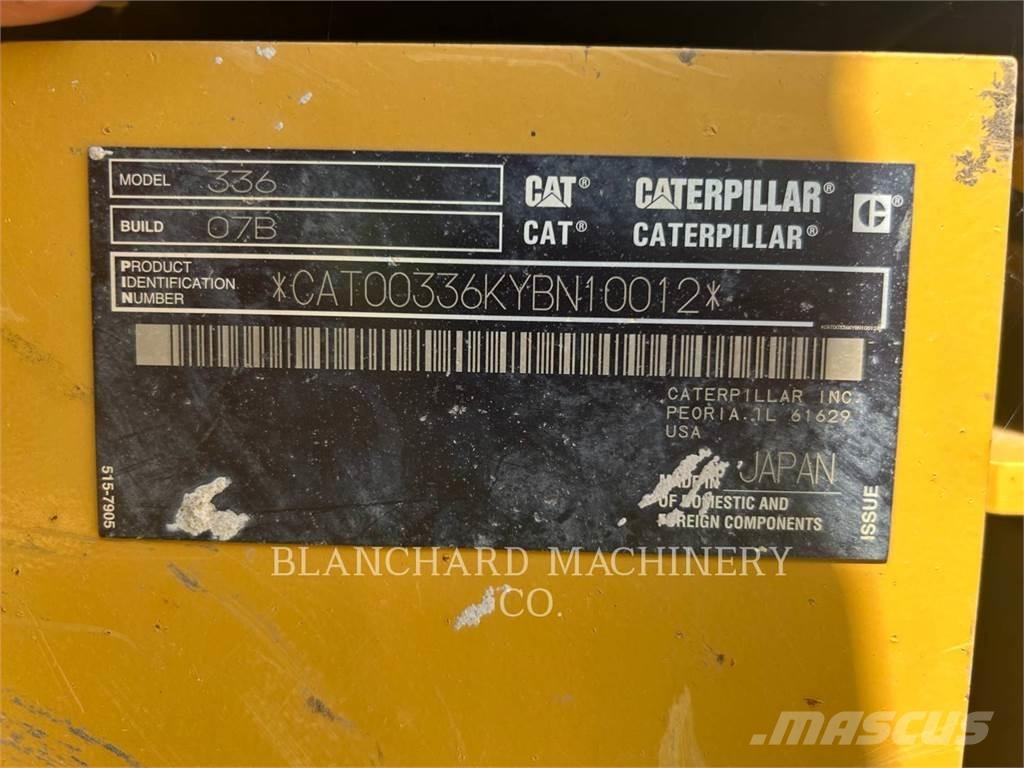 MODEL 336
BUILD 07B
CAT® CATERPILLAR® ®
CAT® CATERPILLAR®
PRODUCT
IDENTIFICATION
NUMBER
*CAT00336KYBN10012*
*CAT00336KYBN10012*
CATERPILLAR INC.
PEORIA.IL 61629
USA
MADE IN JAPAN
OF DOMESTIC AND
FOREIGN COMPONENTS
515-7905
ISSUE
BLANCHARD MACHINERY
CO.
MASCUS